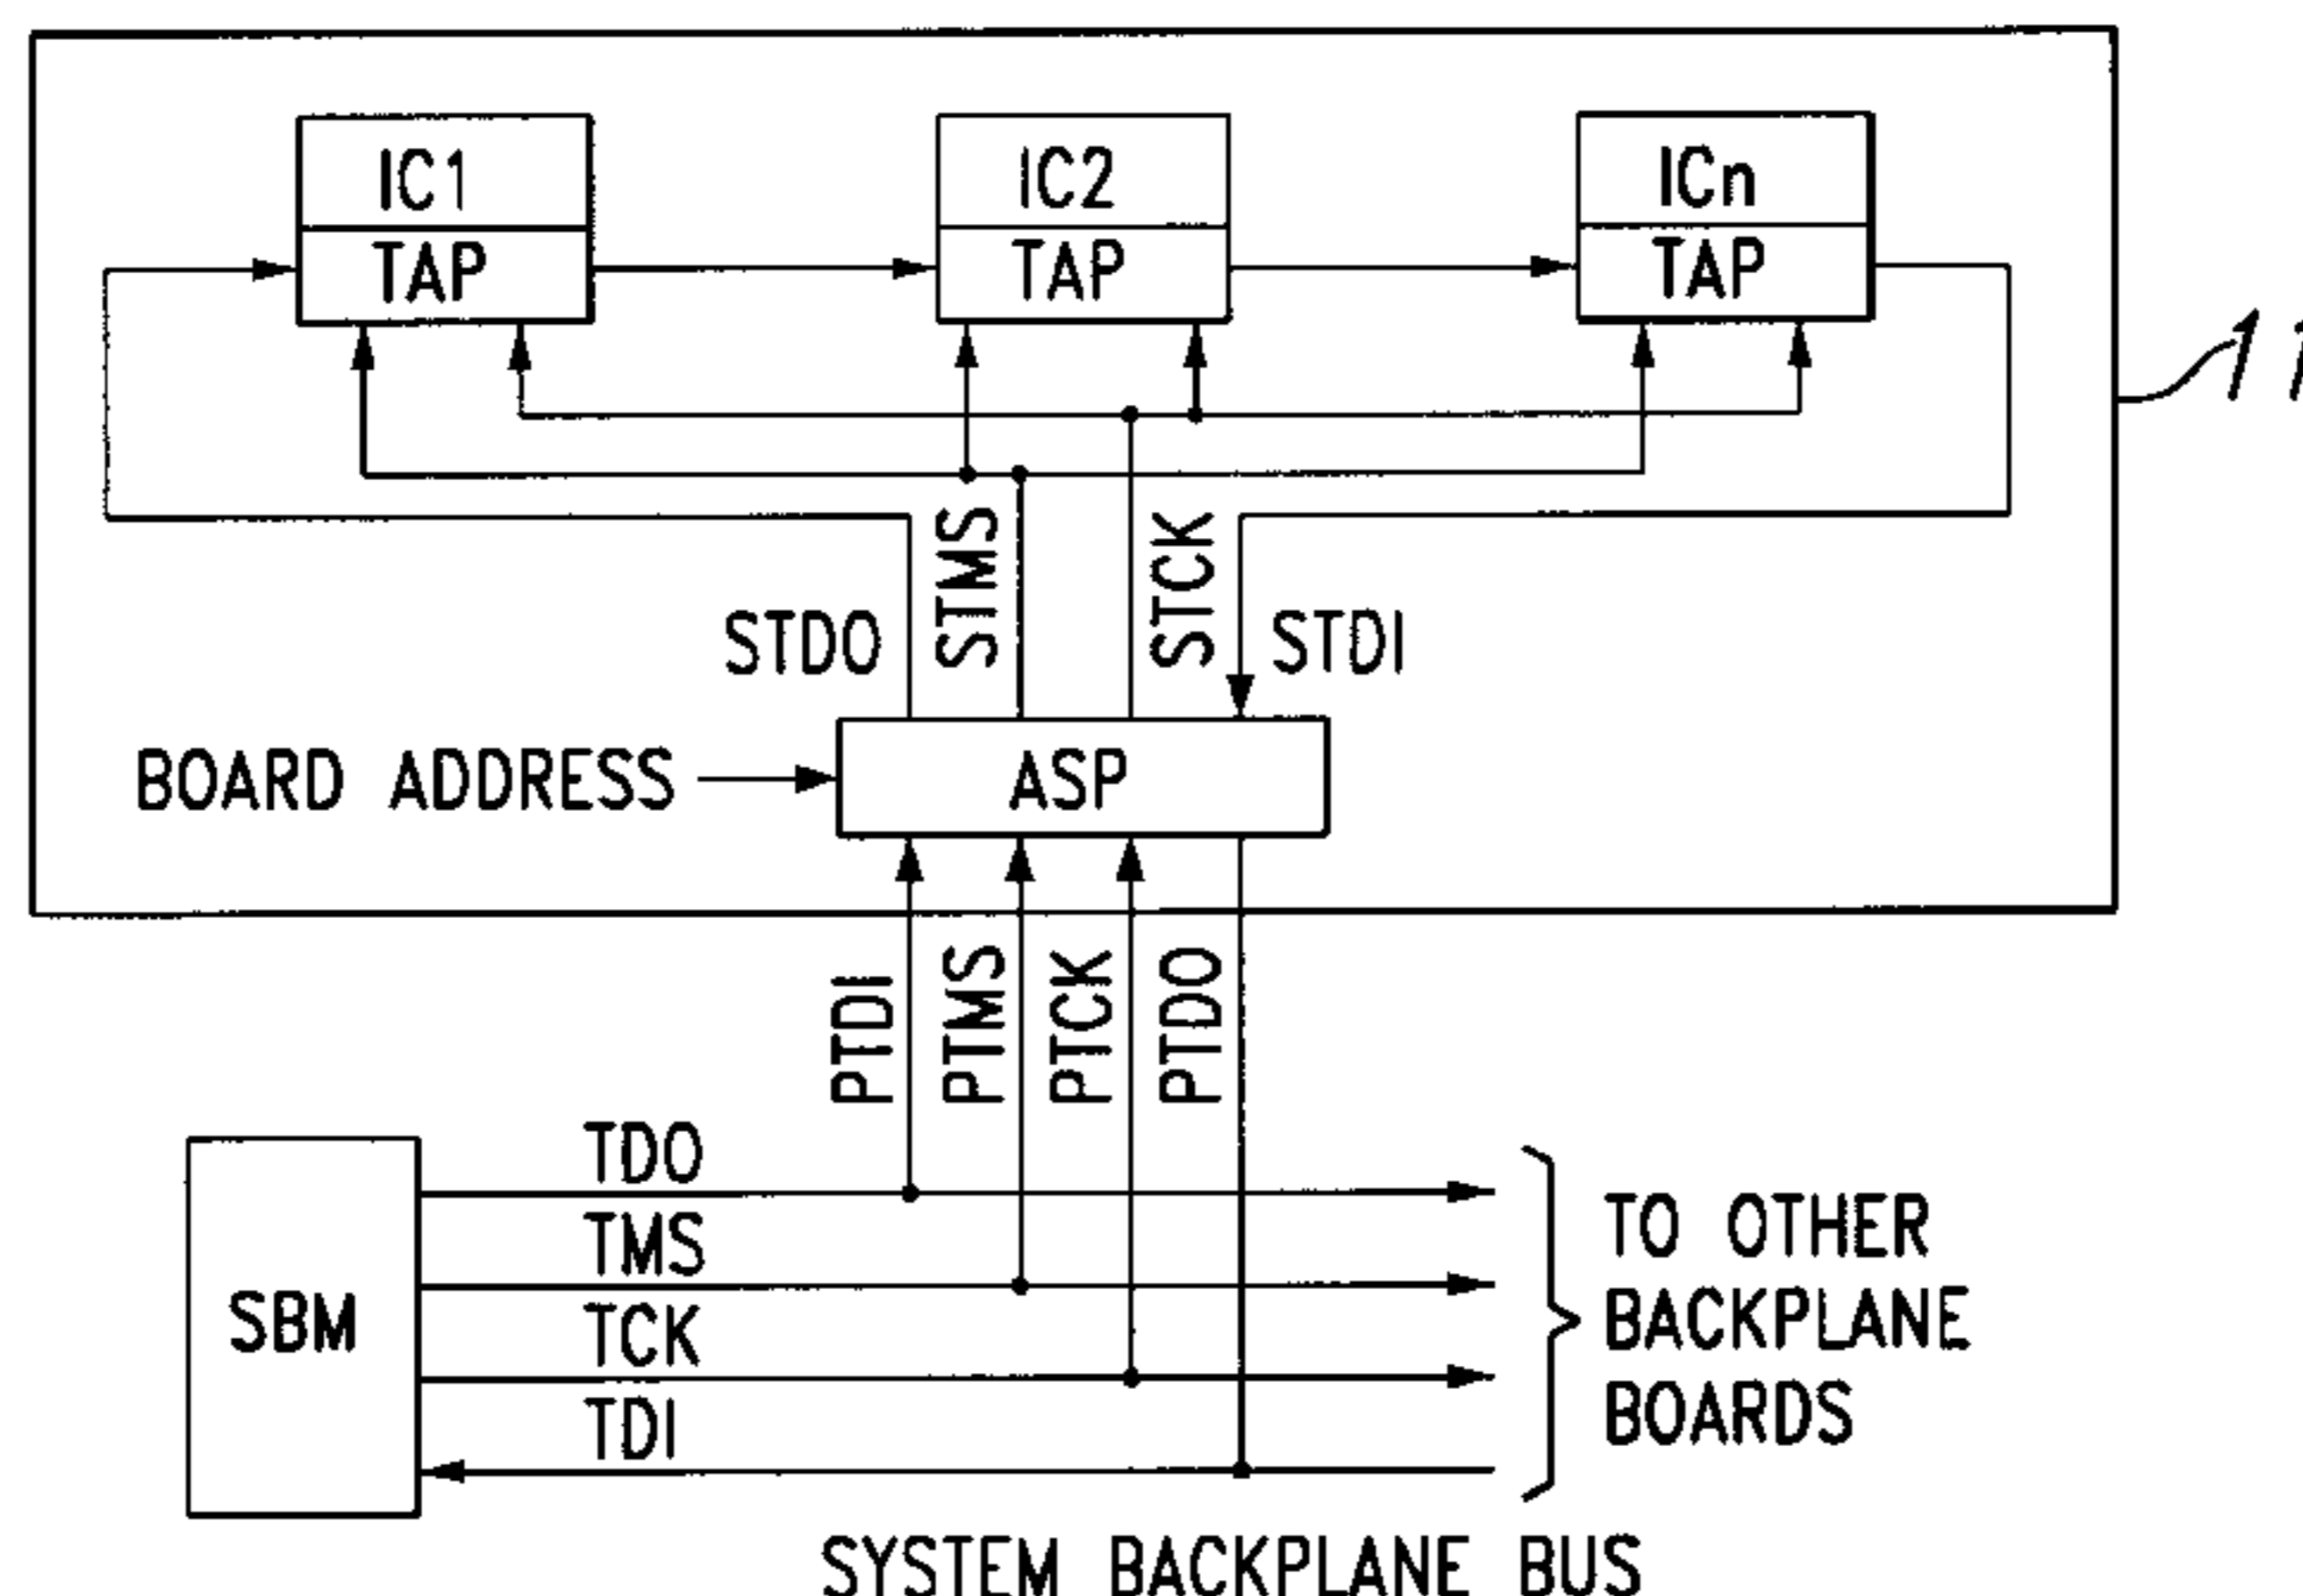 IC1
TAP
IC2
TAP
ICn
TAP
STDO
STMS
STCK
STDI
BOARD ADDRESS
ASP
PTDI
PTMS
PTCK
PTDO
SBM
TDO
TMS
TCK
TDI
TO OTHER
BACKPLANE
BOARDS
SYSTEM BACKPLANE BUS